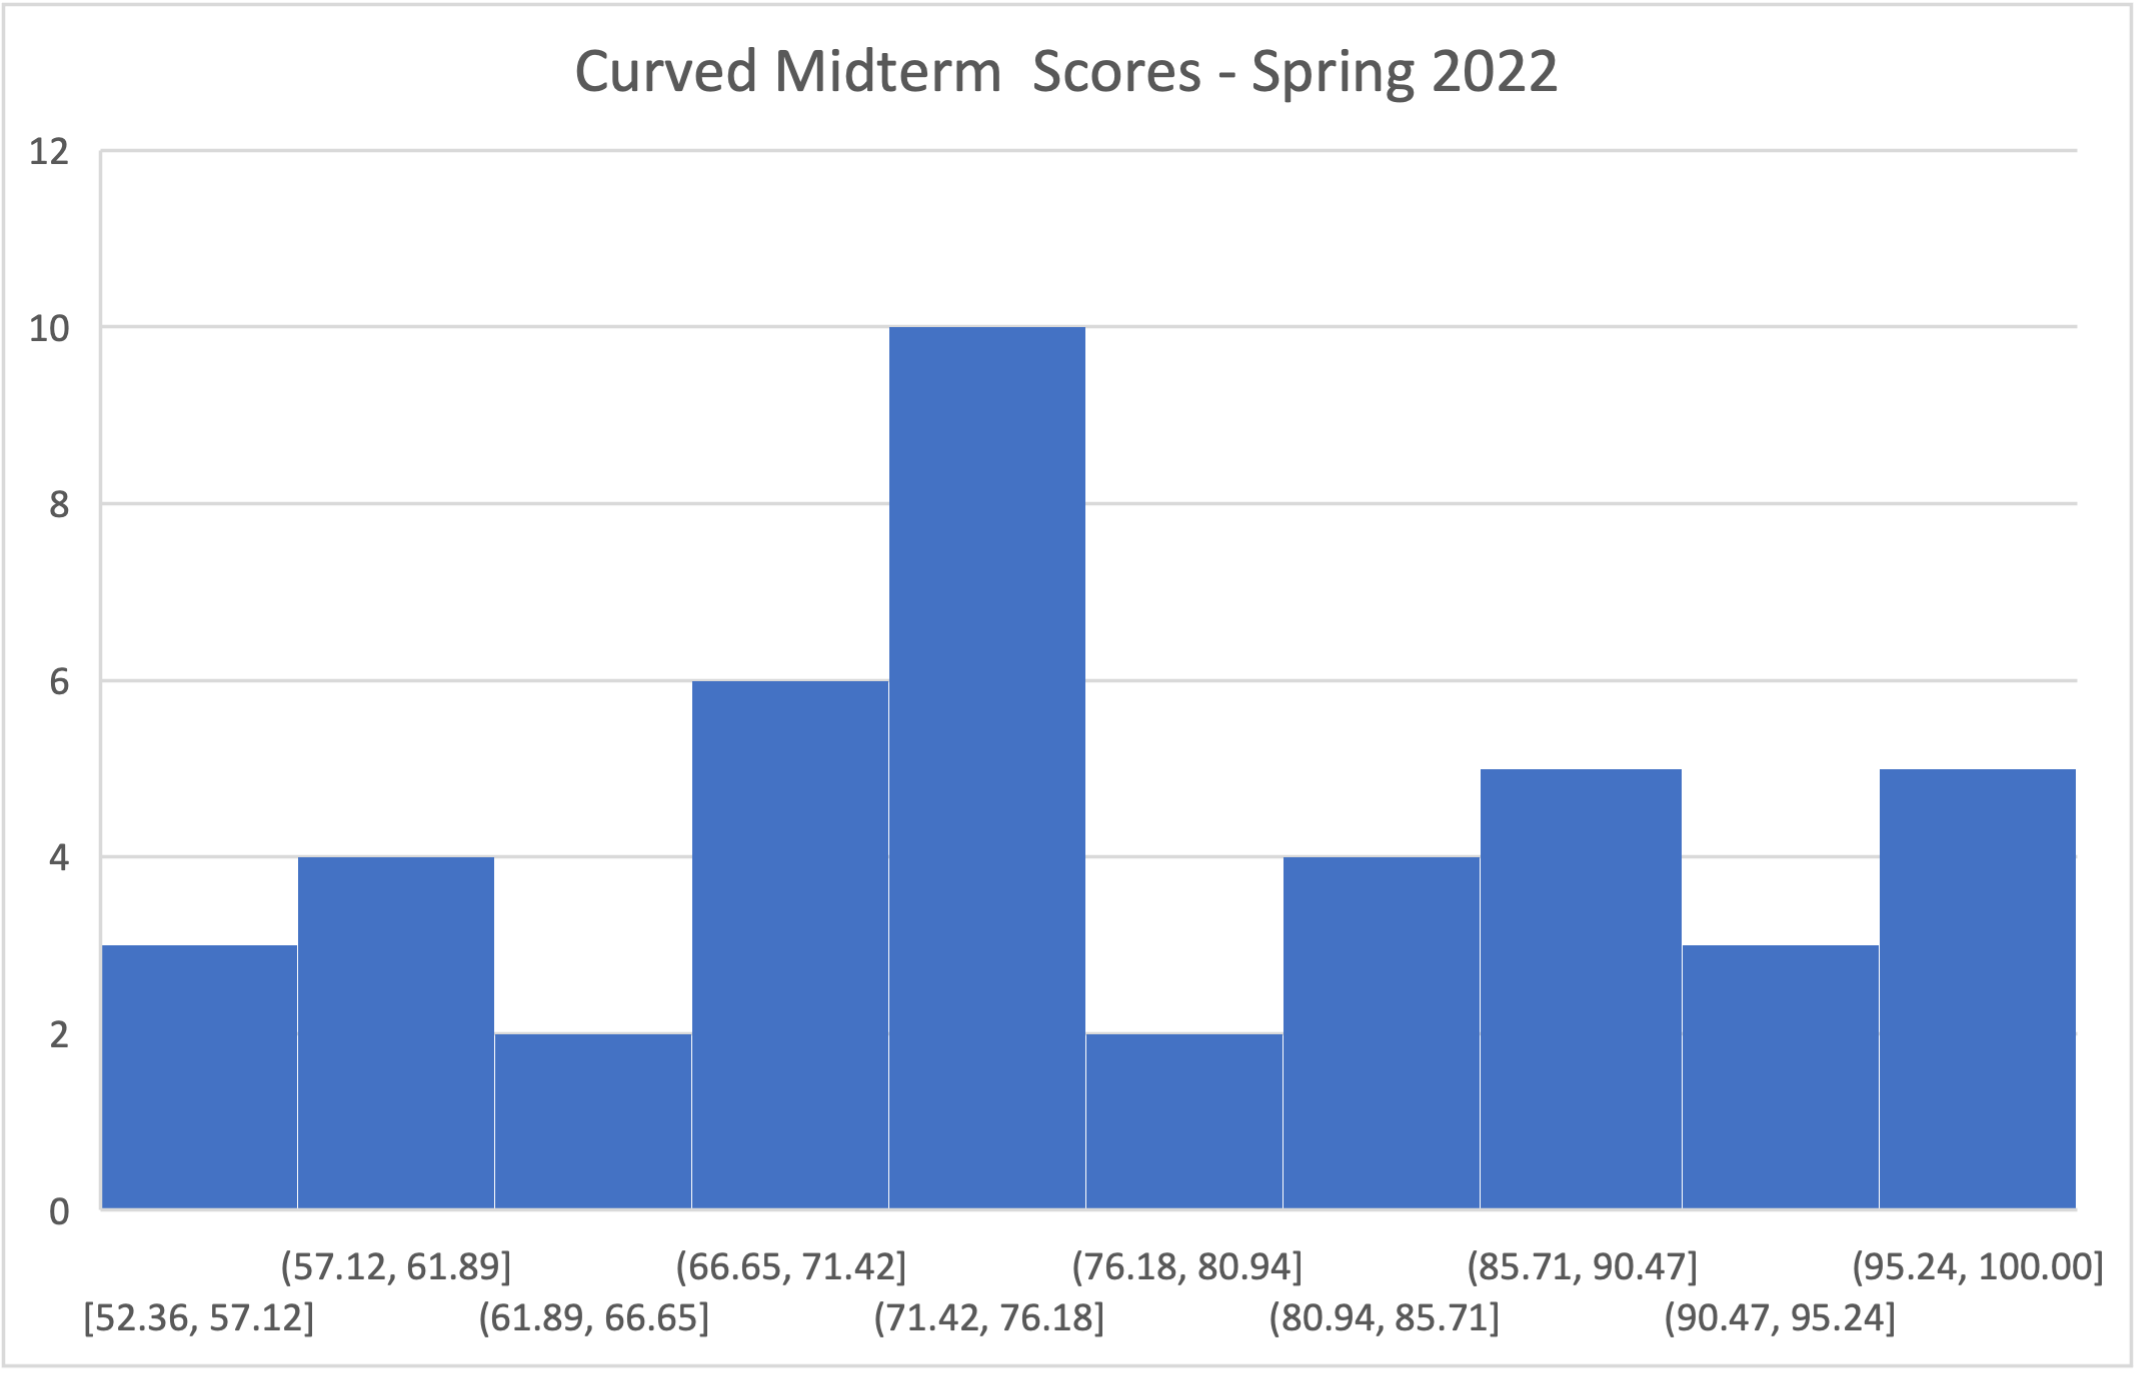 Curved Midterm  Scores - Spring 2022
12
10
8
6
4
2
0
(57.12, 61.89] (66.65, 71.42] (76.18, 80.94] (85.71, 90.47] (95.24, 100.00]
[52.36, 57.12] (61.89, 66.65] (71.42, 76.18] (80.94, 85.71] (90.47, 95.24]